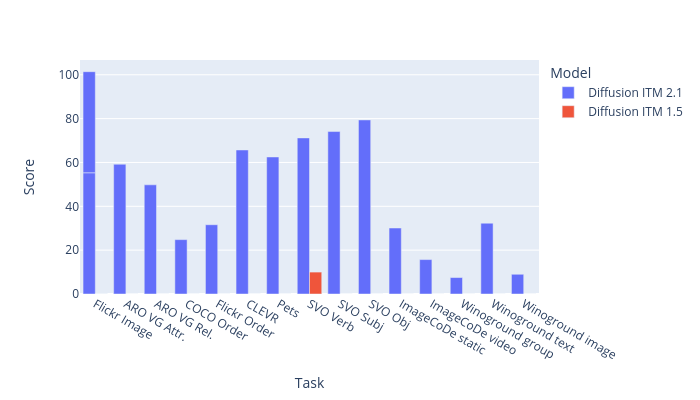 Model
Diffusion ITM 2.1
Diffusion ITM 1.5
Score
100
80
60
40
20
0
Flickr Image
ARO VG Attr.
ARO VG Rel.
COCO Order
Flickr Order
CLEVR
Pets
SVO Verb
SVO Subj
SVO Obj
ImageCoDe static
ImageCoDe video
Winoground group
Winoground text
Winoground image
Task